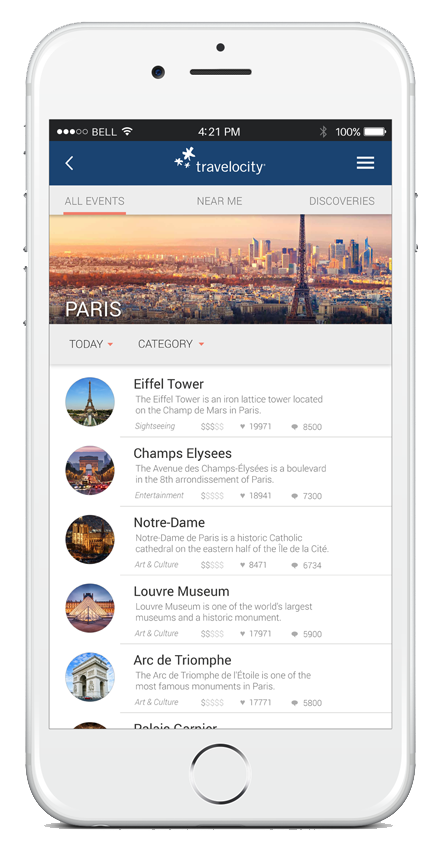 BELL 4:21 PM 100%
travelocity
ALL EVENTS NEAR ME DISCOVERIES
PARIS
TODAY CATEGORY
Eiffel Tower
The Eiffel Tower is an iron lattice tower located
on the Champ de Mars in Paris.
Sightseeing $$$$$ 19971 8500
Champs Elysees
The Avenue des Champs-Élysées is a boulevard
in the 8th arrondissement of Paris.
Entertainment $$$$$ 18941 7300
Notre-Dame
Notre-Dame de Paris is a historic Catholic
cathedral on the eastern half of the Île de la Cité.
Art & Culture $$$$$ 8471 6734
Louvre Museum
Louvre Museum is one of the world's largest
museums and a historic monument.
Art & Culture $$$$$ 17971 5900
Arc de Triomphe
The Arc de Triomphe de l'Étoile is one of the
most famous monuments in Paris.
Art & Culture $$$$$ 17771 5800
Palais Garnier